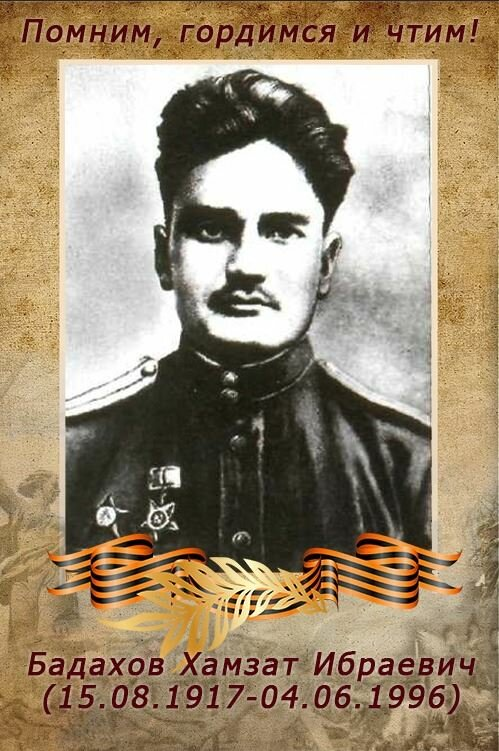 Помним, гордимся и чтим!
Бадахов Хамзат Ибраевич
(15.08.1917-04.06.1996)